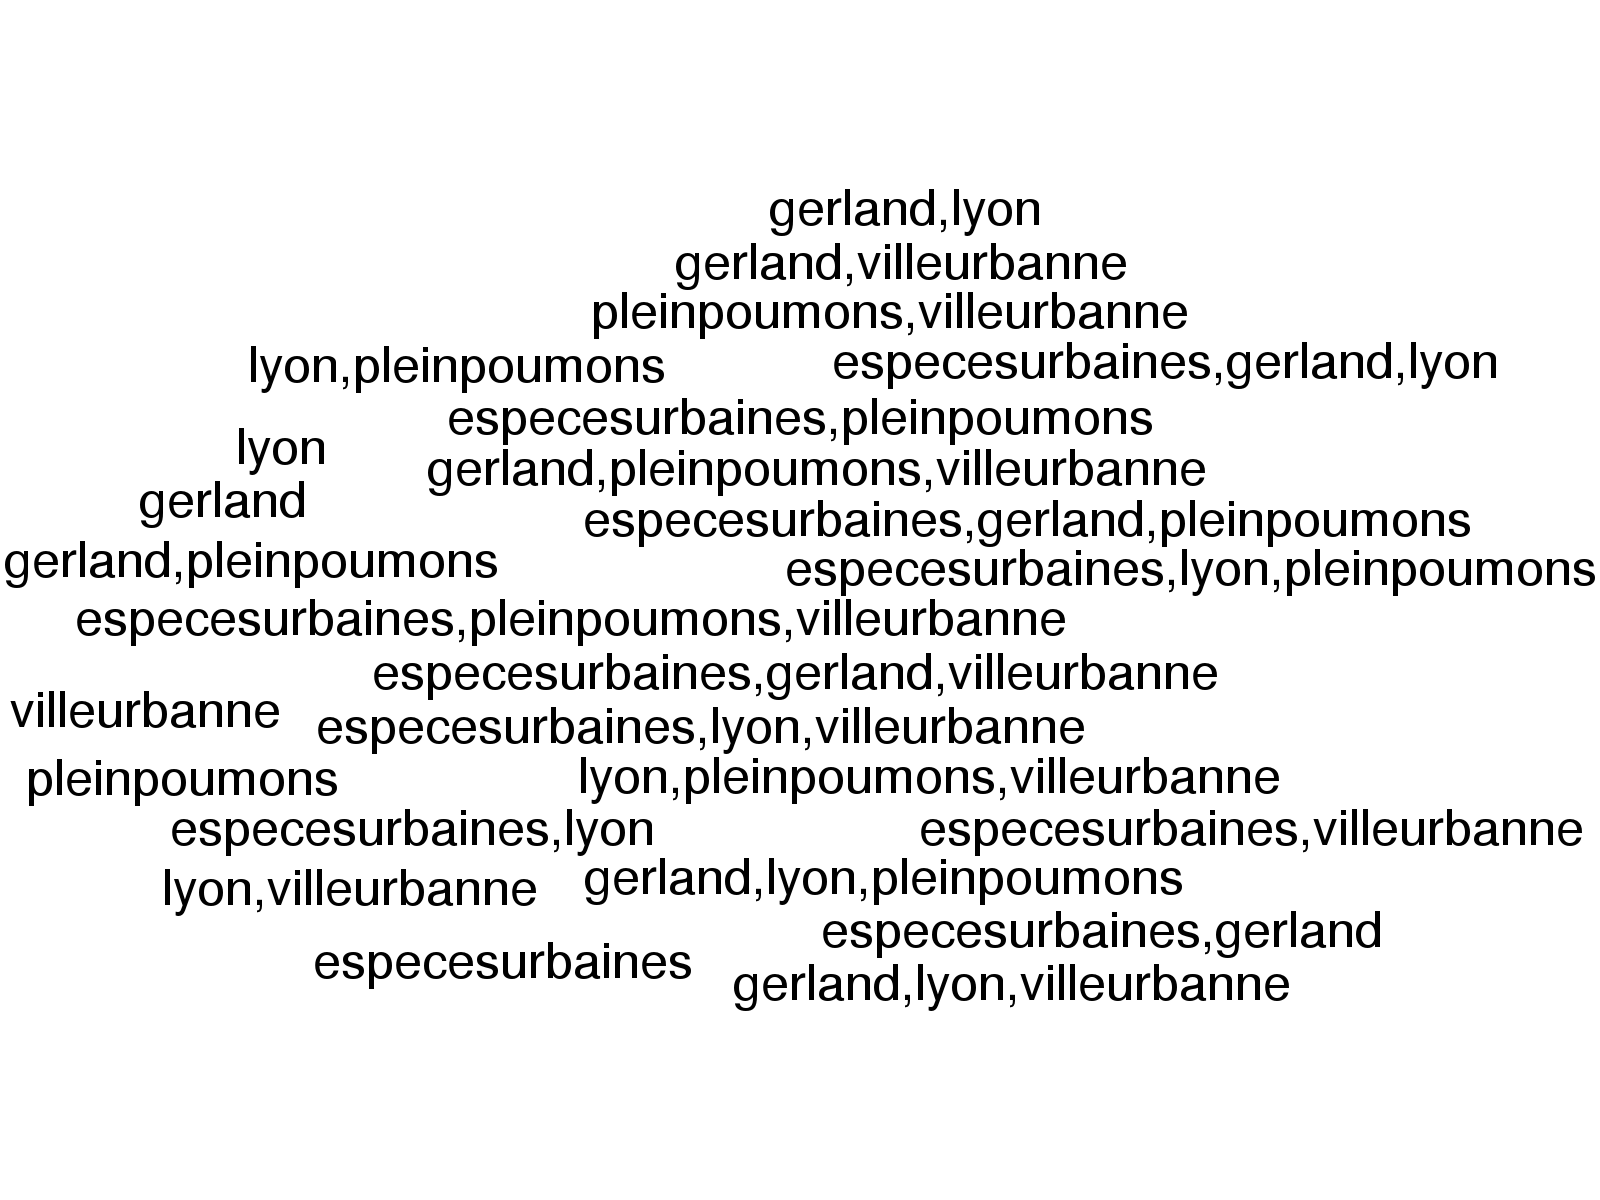 gerland,lyon
gerland,villeurbanne
pleinpoumons,villeurbanne
lyon,pleinpoumons
especesurbaines,gerland,lyon
especesurbaines,pleinpoumons
lyon
gerland,pleinpoumons,villeurbanne
gerland
especesurbaines,gerland,pleinpoumons
gerland,pleinpoumons
especesurbaines,lyon,pleinpoumons
especesurbaines,pleinpoumons,villeurbanne
especesurbaines,gerland,villeurbanne
villeurbanne
especesurbaines,lyon,villeurbanne
pleinpoumons
lyon,pleinpoumons,villeurbanne
especesurbaines,lyon
especesurbaines,villeurbanne
lyon,villeurbanne
gerland,lyon,pleinpoumons
especesurbaines,gerland
especesurbaines
gerland,lyon,villeurbanne